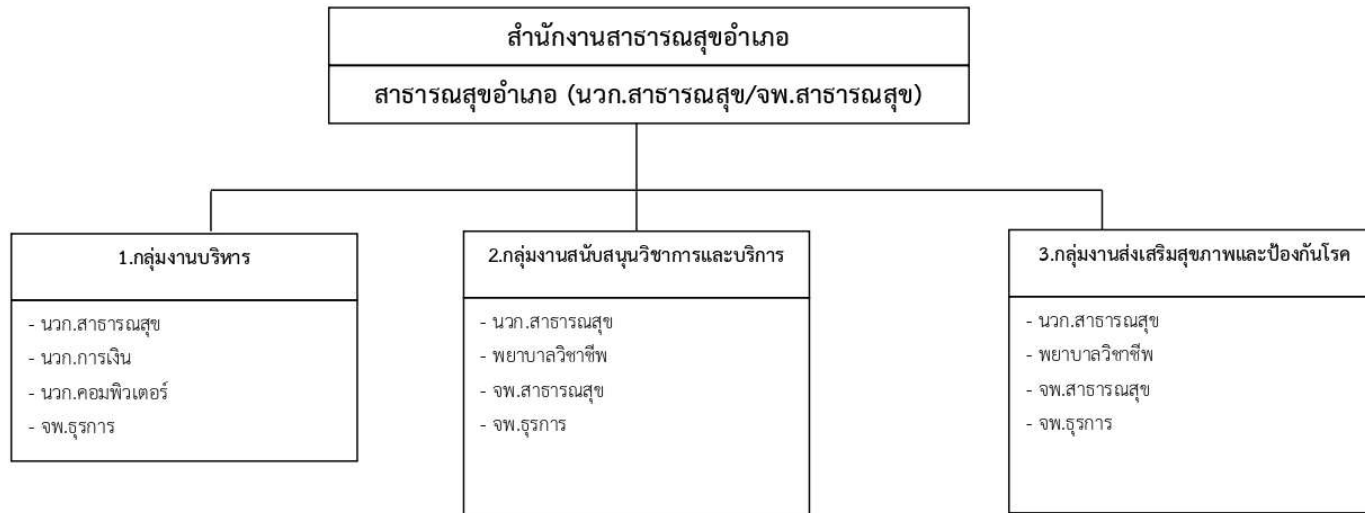 สำนักงานสาธารณสุขอำเภอ
สาธารณสุขอำเภอ (นวก.สาธารณสุข/จพ.สาธารณสุข)
1.กลุ่มงานบริหาร
- นวก.สาธารณสุข
- นวก.การเงิน
- นวก.คอมพิวเตอร์
- จพ.ธุรการ
2.กลุ่มงานสนับสนุนวิชาการและบริการ
- นวก.สาธารณสุข
- พยาบาลวิชาชีพ
- จพ.สาธารณสุข
- จพ.ธุรการ
3.กลุ่มงานส่งเสริมสุขภาพและป้องกันโรค
- นวก.สาธารณสุข
- พยาบาลวิชาชีพ
- จพ.สาธารณสุข
- จพ.ธุรการ